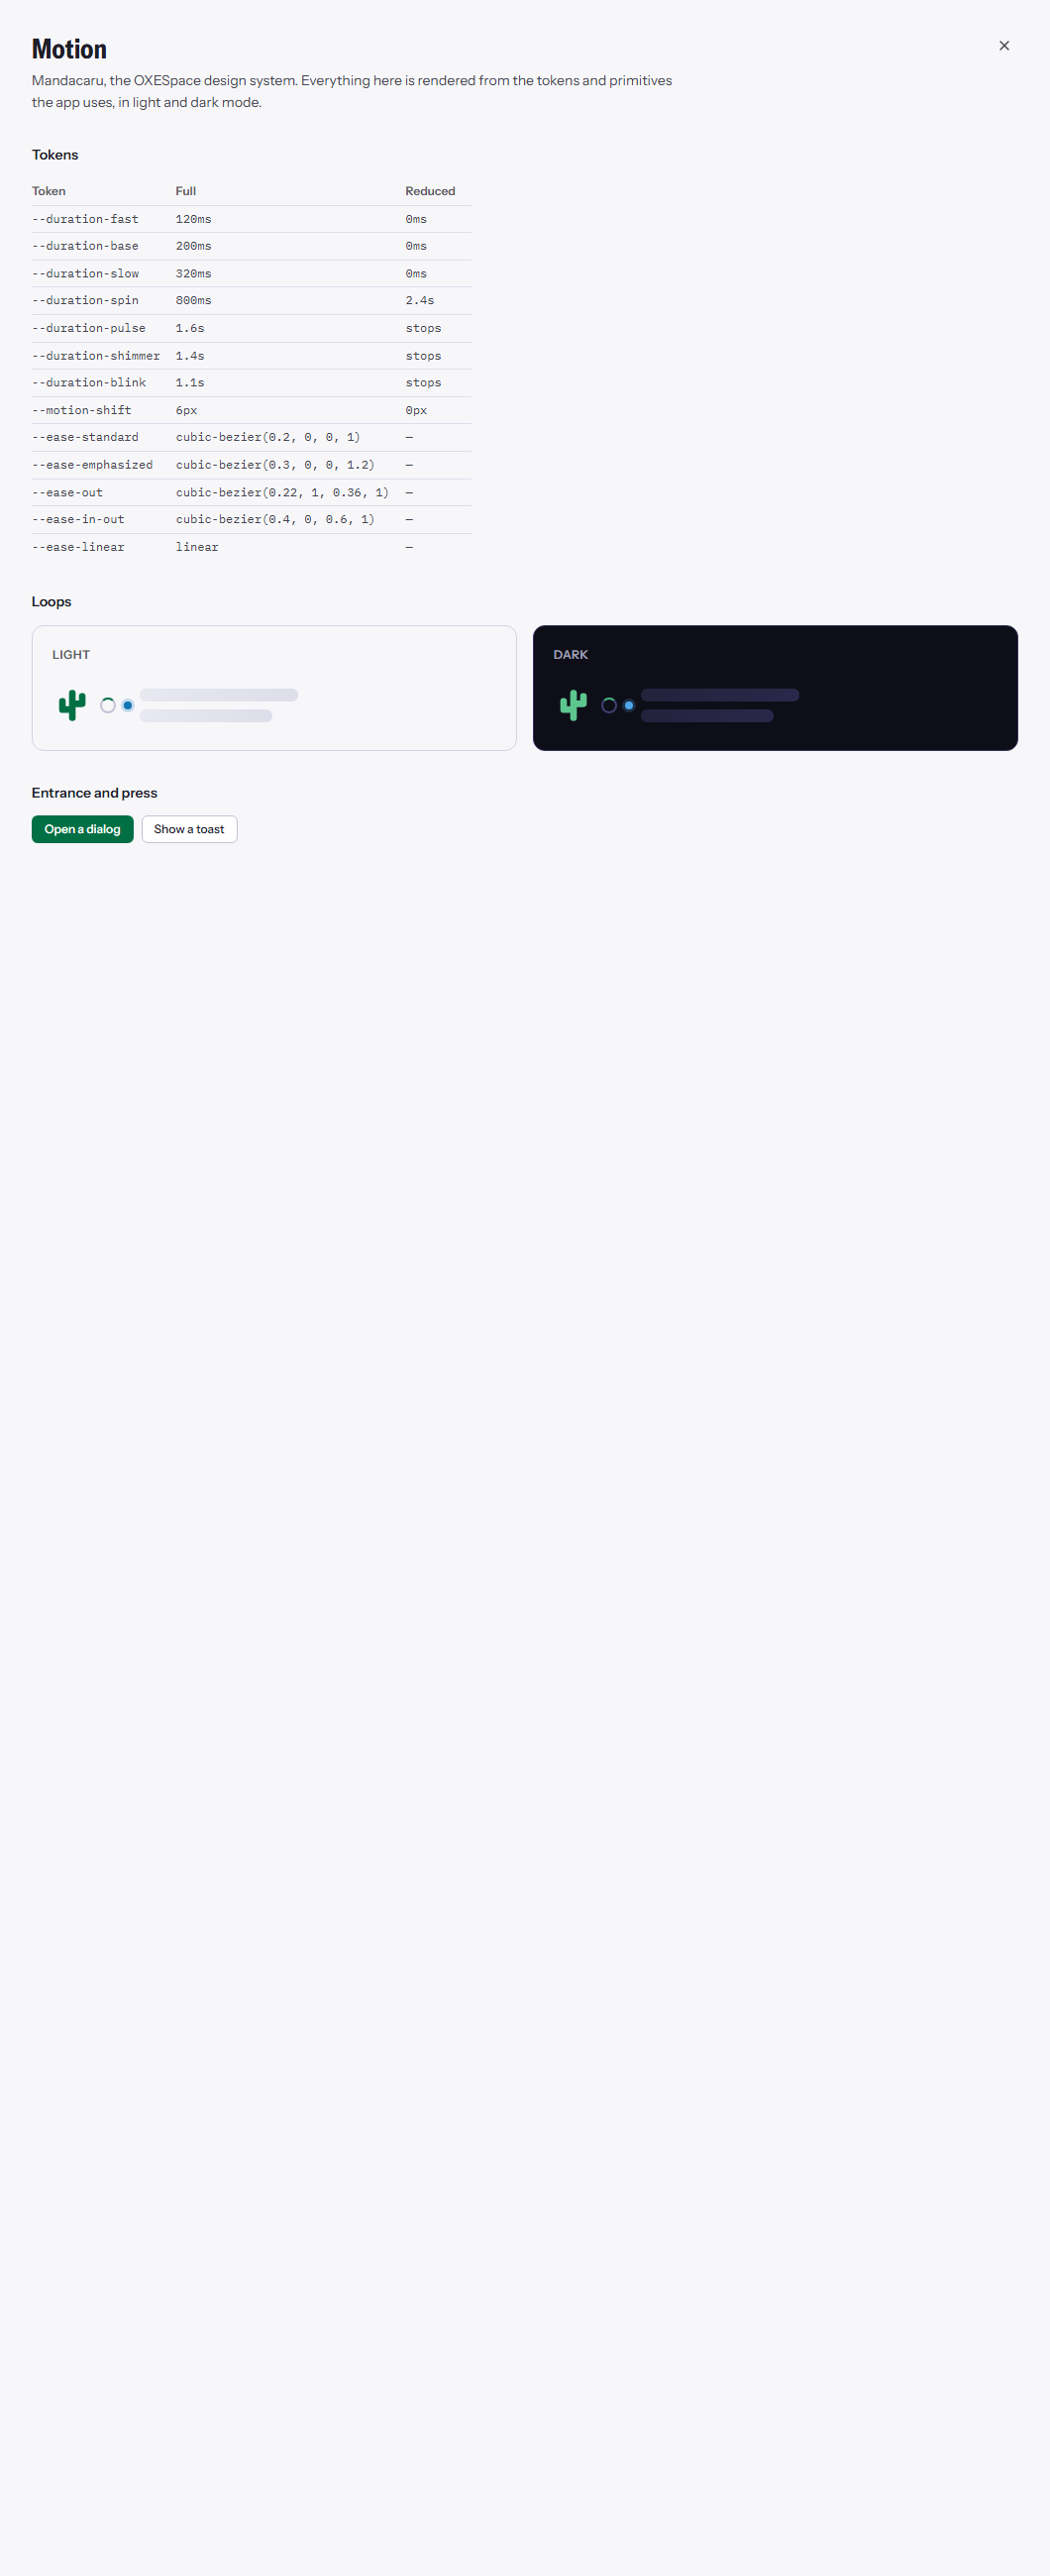 Motion
Mandacaru, the OXESpace design system. Everything here is rendered from the tokens and primitives
the app uses, in light and dark mode.
Tokens
Token Full Reduced
--duration-fast 120ms 0ms
--duration-base 200ms 0ms
--duration-slow 320ms 0ms
--duration-spin 800ms 2.4s
--duration-pulse 1.6s stops
--duration-shimmer 1.4s stops
--duration-blink 1.1s stops
--motion-shift 6px 0px
--ease-standard cubic-bezier(0.2, 0, 0, 1) —
--ease-emphasized cubic-bezier(0.3, 0, 0, 1.2) —
--ease-out cubic-bezier(0.22, 1, 0.36, 1) —
--ease-in-out cubic-bezier(0.4, 0, 0.6, 1) —
--ease-linear linear —
Loops
LIGHT
DARK
Entrance and press
Open a dialog
Show a toast